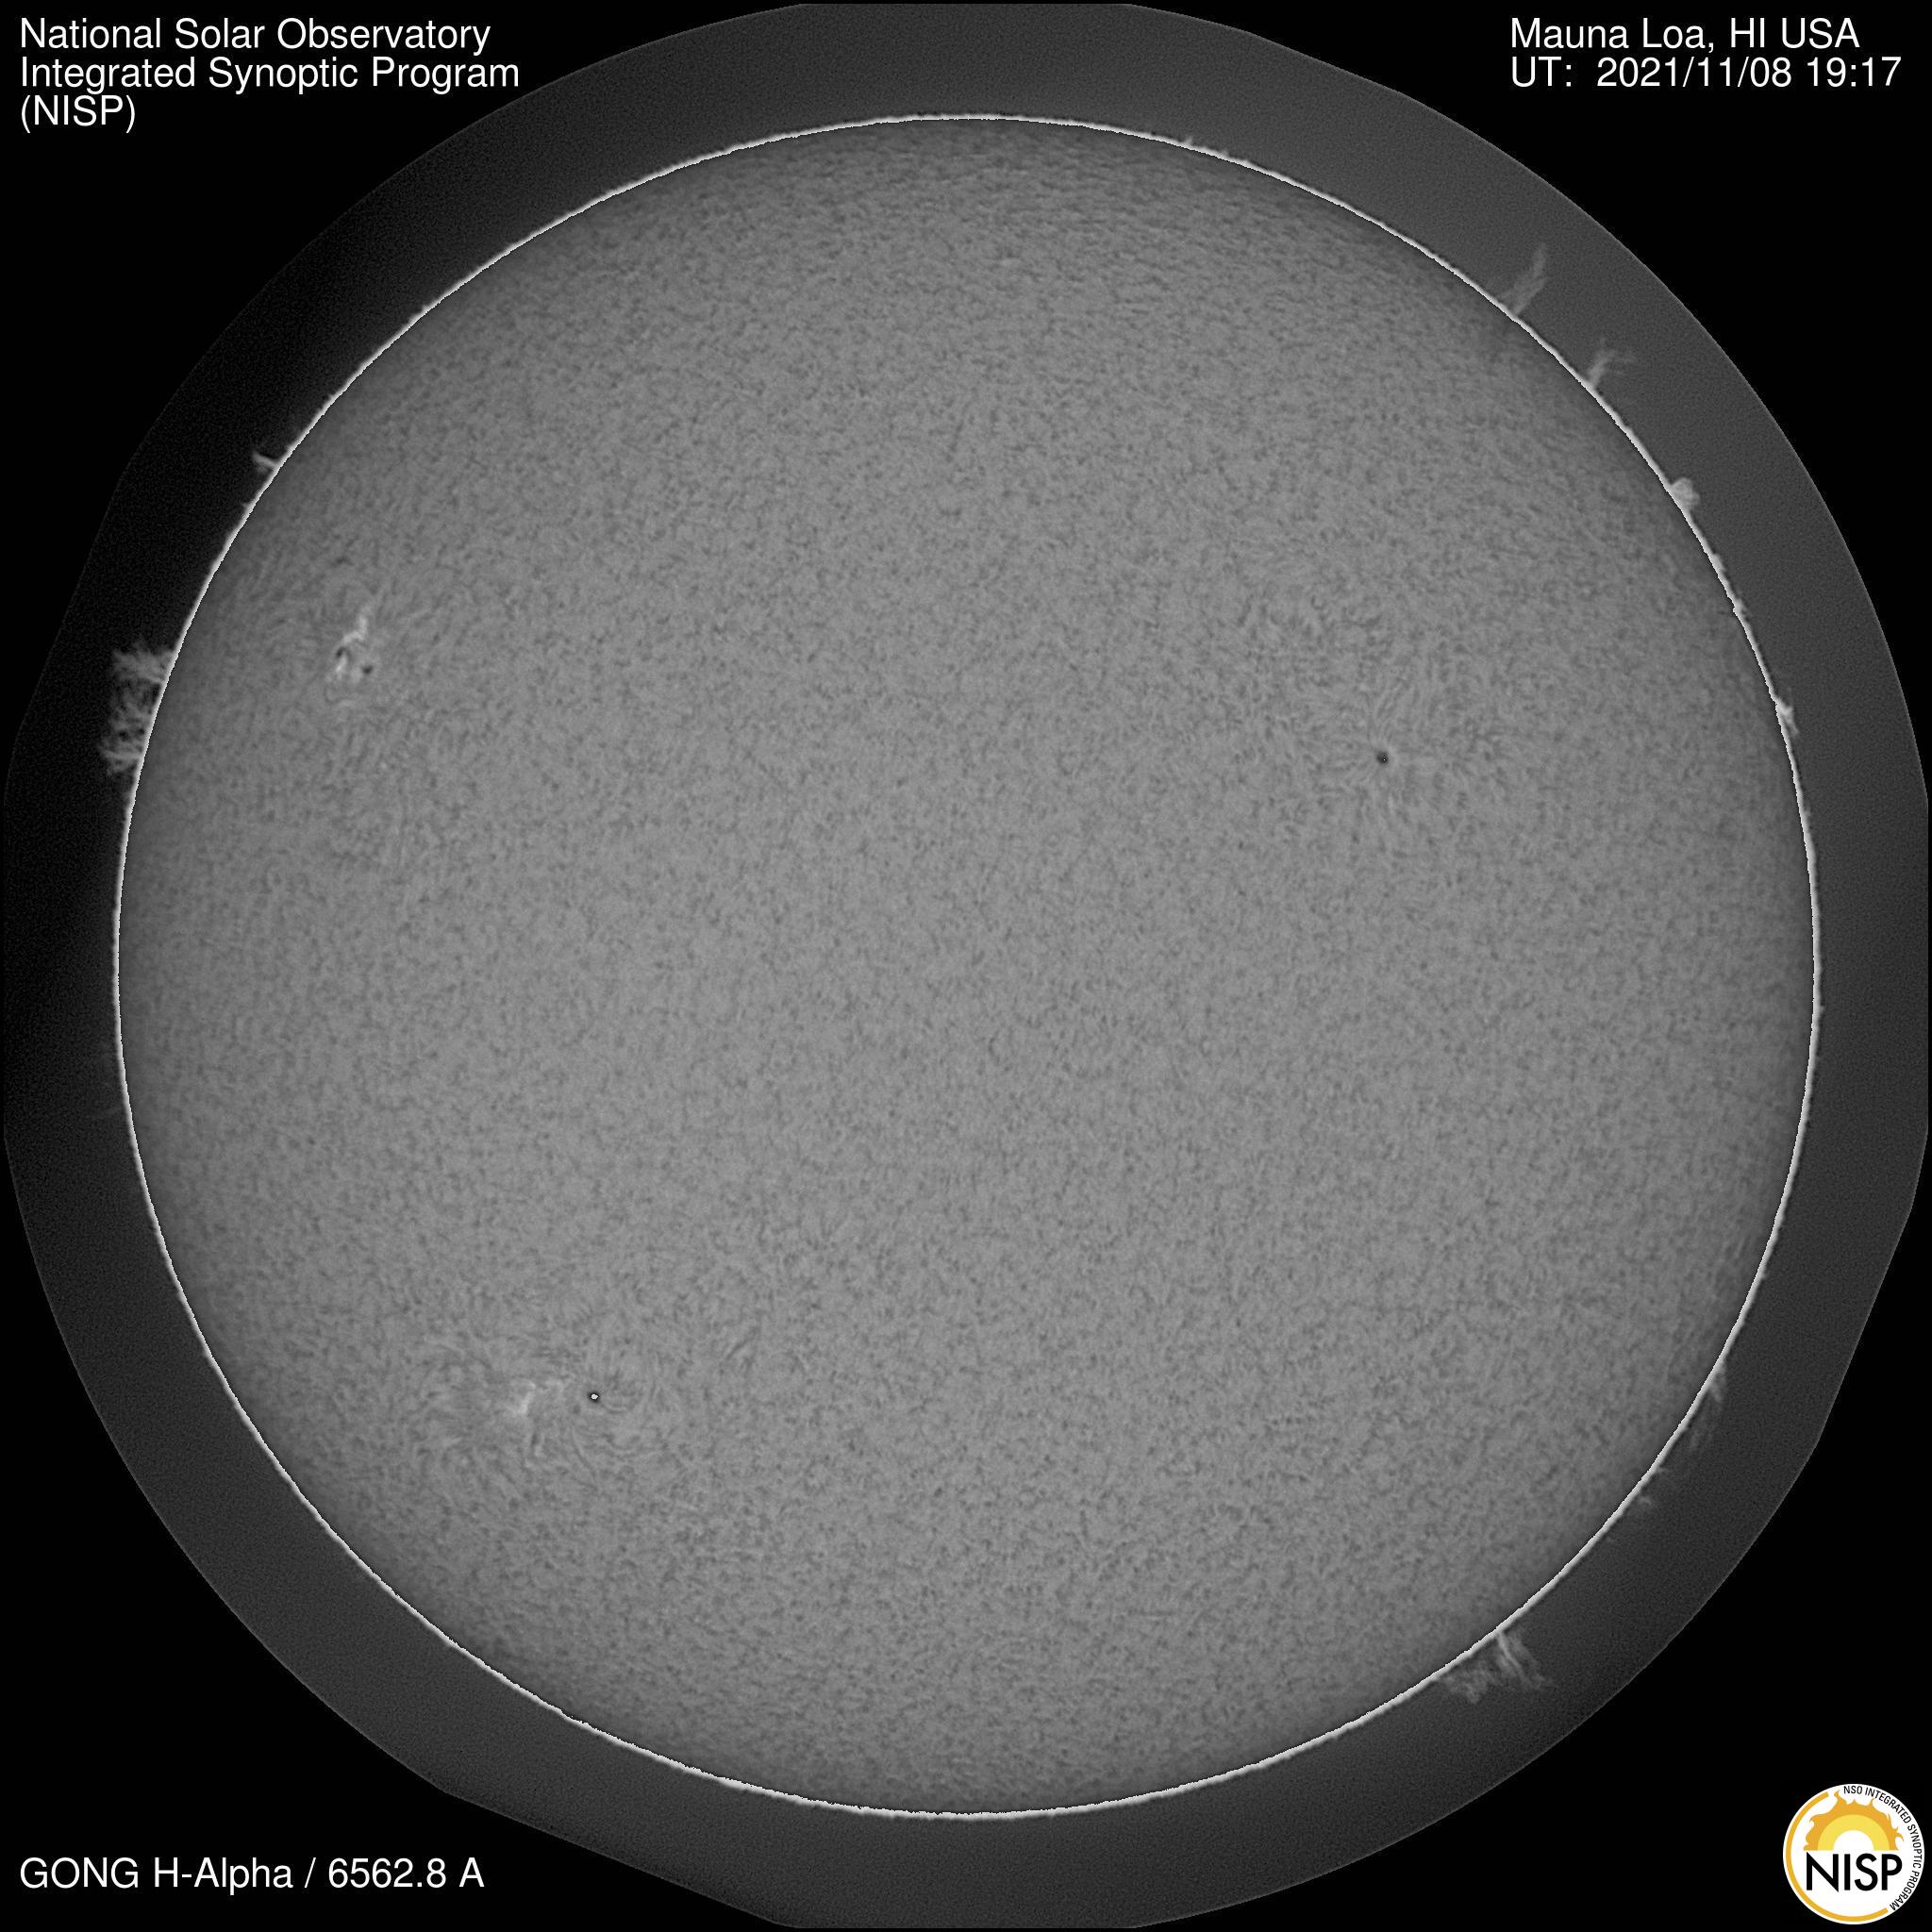 National Solar Observatory
Integrated Synoptic Program
(NISP)
Mauna Loa, HI USA
UT:  2021/11/08 19:17
GONG H-Alpha / 6562.8 A
NSO INTEGRATED SYNOPTIC PROGRAM
NISP